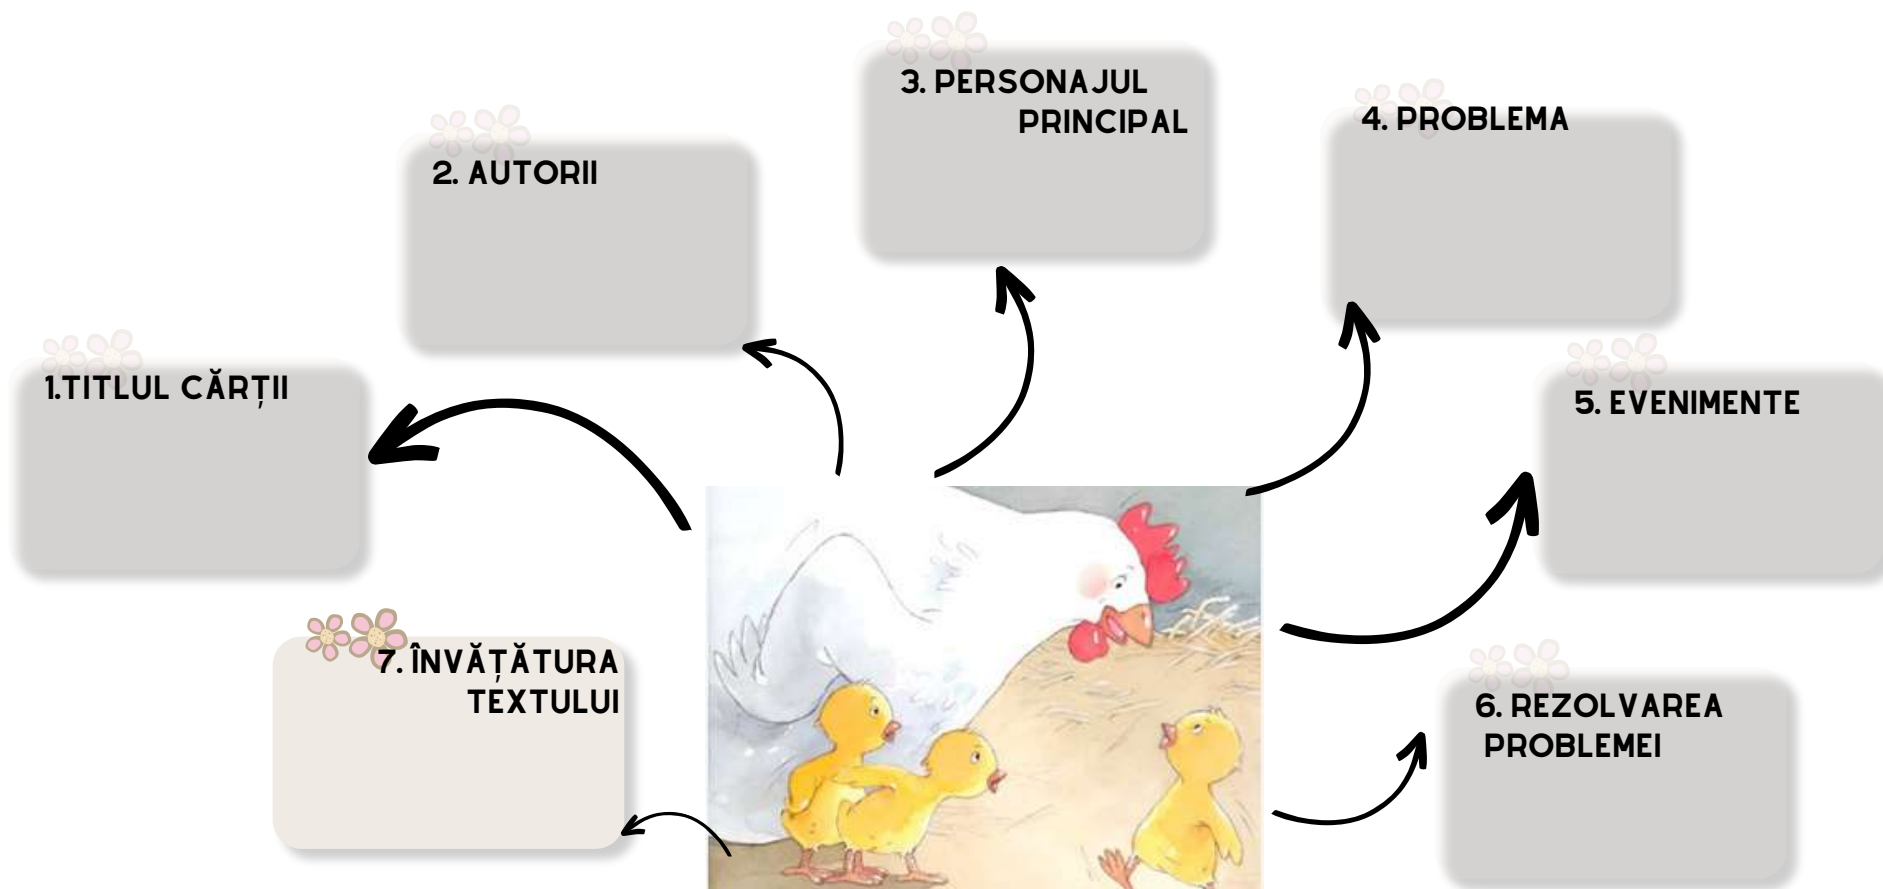 1.TITLUL CĂRȚII
2. AUTORII
3. PERSONAJUL
PRINCIPAL
4. PROBLEMA
5. EVENIMENTE
6. REZOLVAREA
PROBLEMEI
7. ÎNVĂȚĂTURA
TEXTULUI